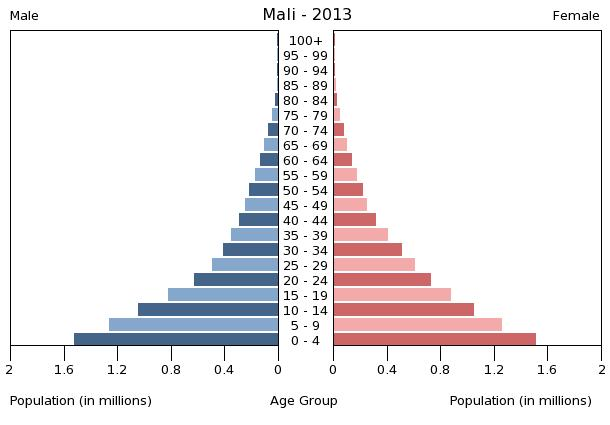 Male Mali - 2013 Female
100+
95 - 99
90 - 94
85 - 89
80 - 84
75 - 79
70 - 74
65 - 69
60 - 64
55 - 59
50 - 54
45 - 49
40 - 44
35 - 39
30 - 34
25 - 29
20 - 24
15 - 19
10 - 14
5 - 9
0 - 4
2 1.6 1.2 0.8 0.4 0 0 0.4 0.8 1.2 1.6 2
Population (in millions) Age Group Population (in millions)